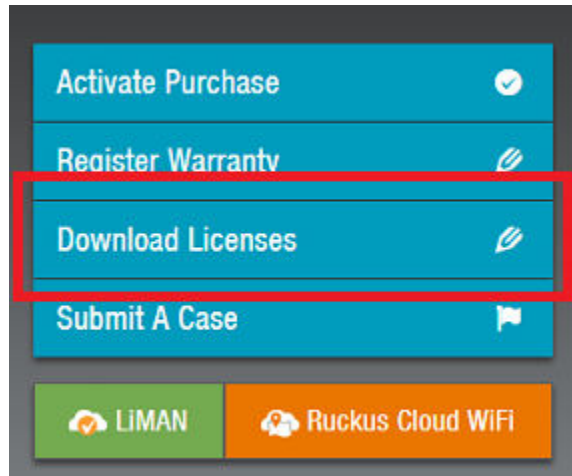 Activate Purchase
Register Warranty
Download Licenses
Submit A Case
LiMAN
Ruckus Cloud WiFi